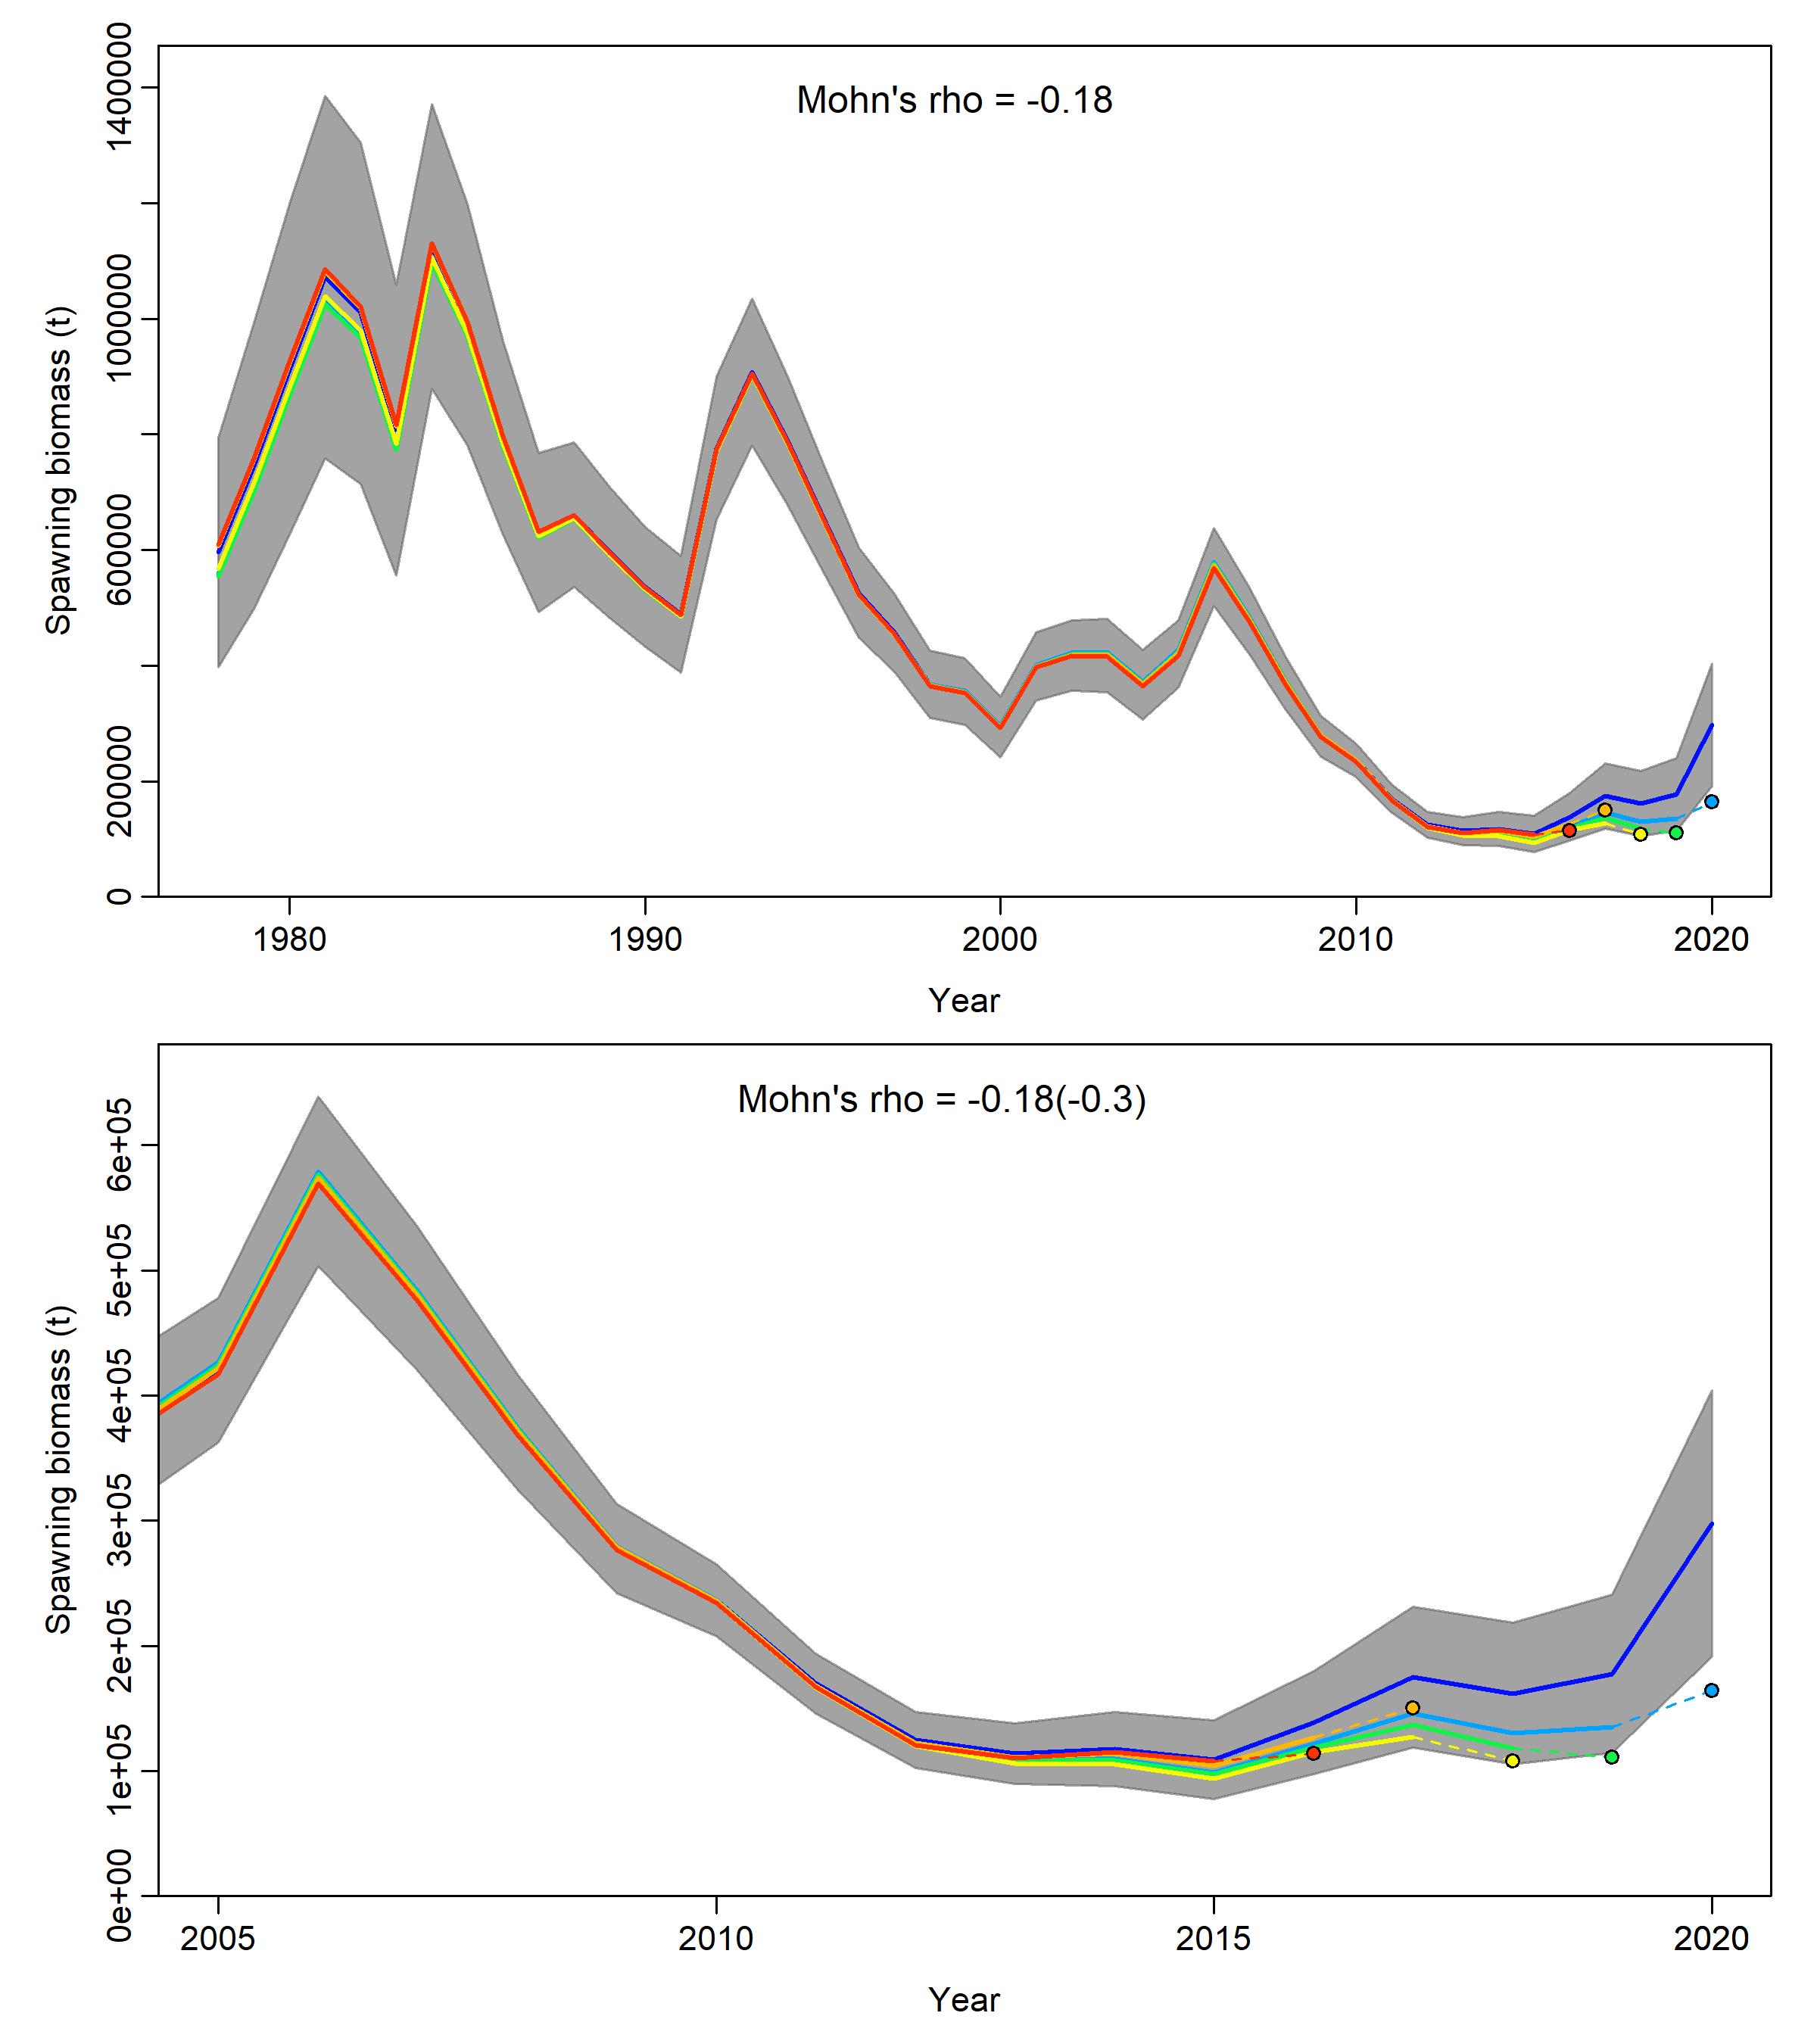 Mohn's rho = -0.18
Spawning biomass (t)
1400000
1000000
600000
200000
0
1980 1990 2000 2010 2020
Year
Mohn's rho = -0.18(-0.3)
Spawning biomass (t)
6e+05
5e+05
4e+05
3e+05
2e+05
1e+05
0e+00
2005 2010 2015 2020
Year